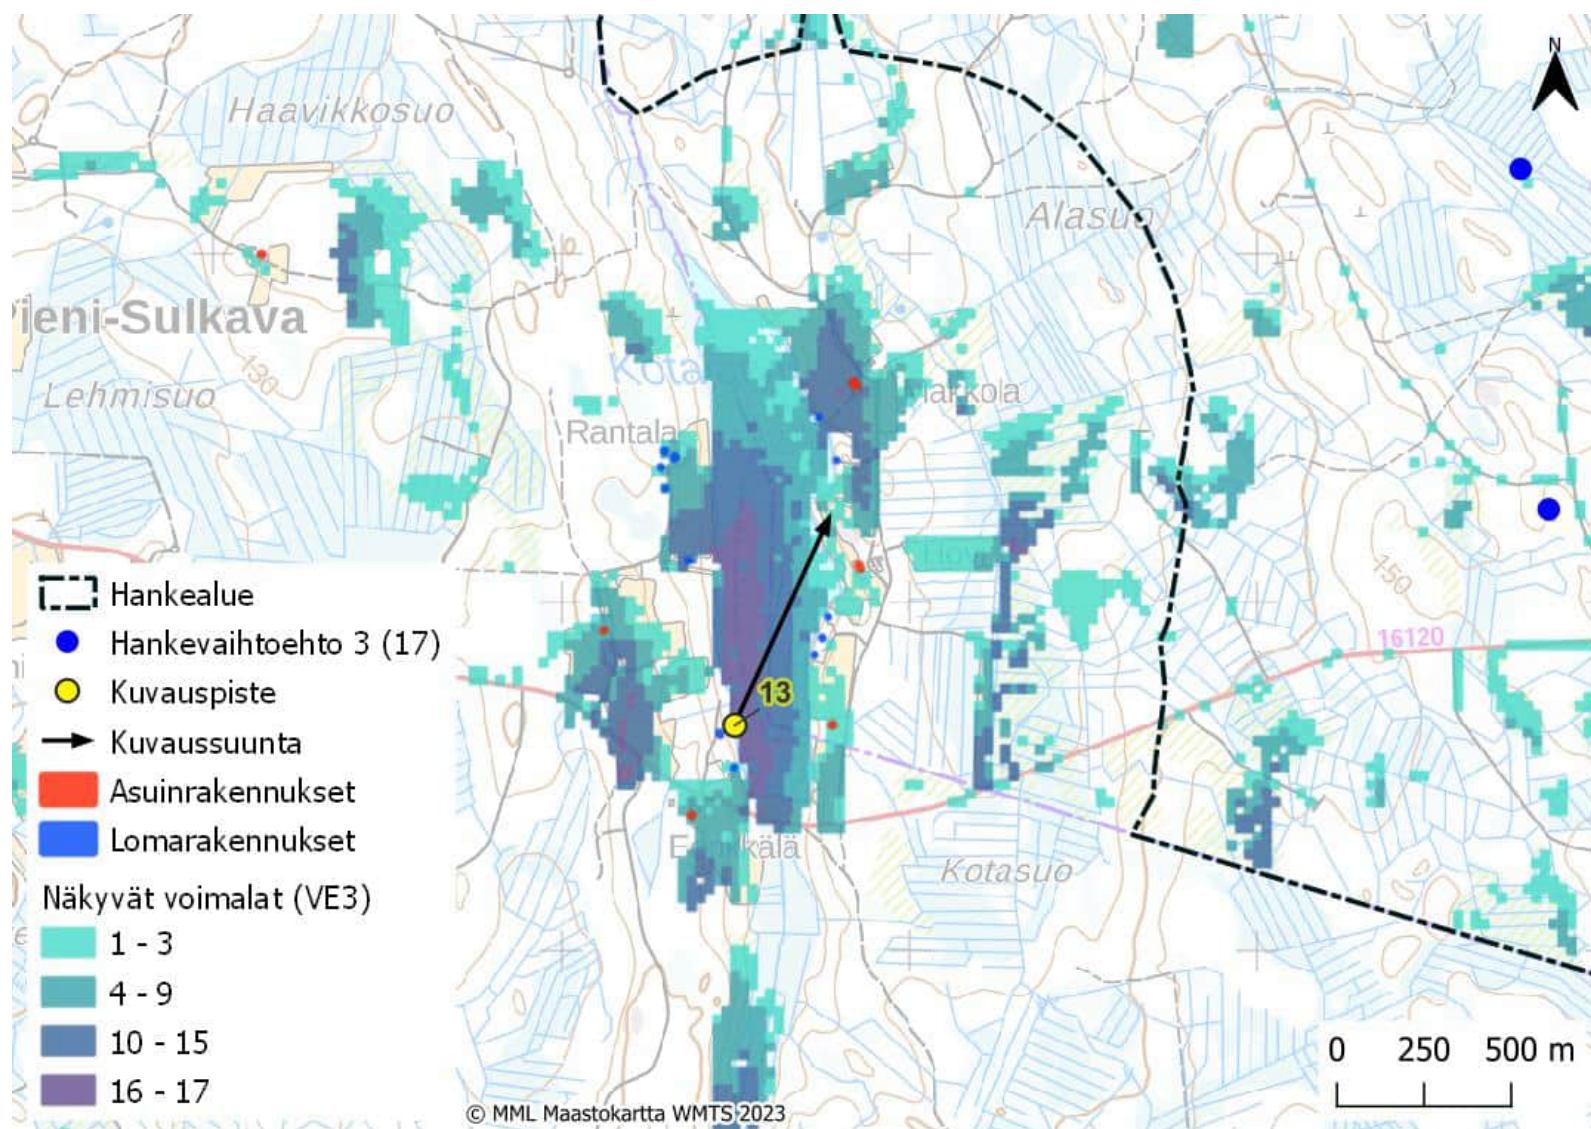 N
Haavikkosuo
Alasuo
ieni-Sulkava
130
Lehmisuo
Kota
Rantala
Harkola
150
16120
13
Kotasuo
Hankealue
Hankevaihtoehto 3 (17)
Kuvauspiste
Kuvaussuunta
Asuinrakennukset
Lomarakennukset
Näkyvät voimalat (VE3)
1 - 3
4 - 9
10 - 15
16 - 17
0 250 500 m
© MML Maastokartta WMTS 2023